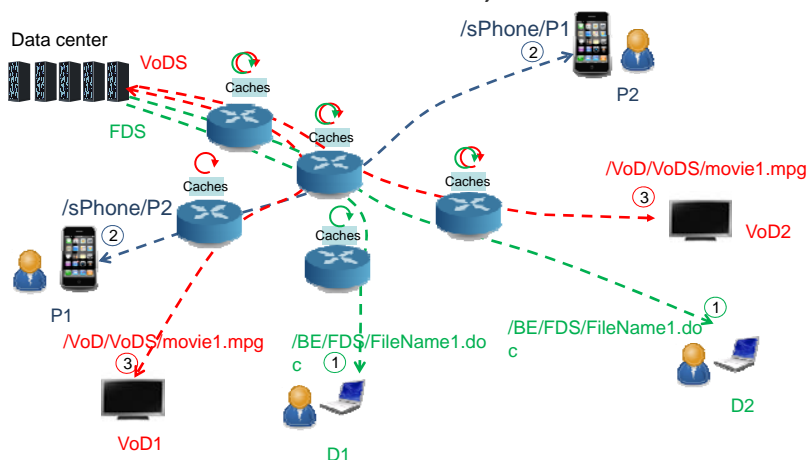 /sPhone/P1
2
Data center
VoDS
Caches
P2
FDS
Caches
/VoD/VoDS/movie1.mpg
3
Caches
Caches
/sPhone/P2
2
VoD2
Caches
P1
1
/VoD/VoDS/movie1.mpg
3
/BE/FDS/FileName1.do
c
1
/BE/FDS/FileName1.do
c
D2
VoD1
D1